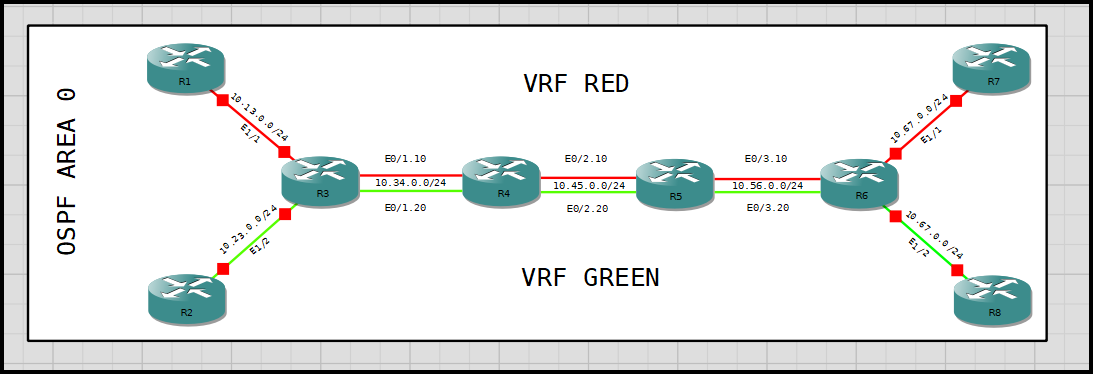 OSPF AREA 0
VRF RED
VRF GREEN
R1
10.13.0.0/24
E1/1
R2
10.23.0.0/24
E1/2
R3
E0/1.10
10.34.0.0/24
E0/1.20
R4
E0/2.10
10.45.0.0/24
E0/2.20
R5
E0/3.10
10.56.0.0/24
E0/3.20
R6
10.67.0.0/24
E1/1
R7
10.67.0.0/24
E1/2
R8